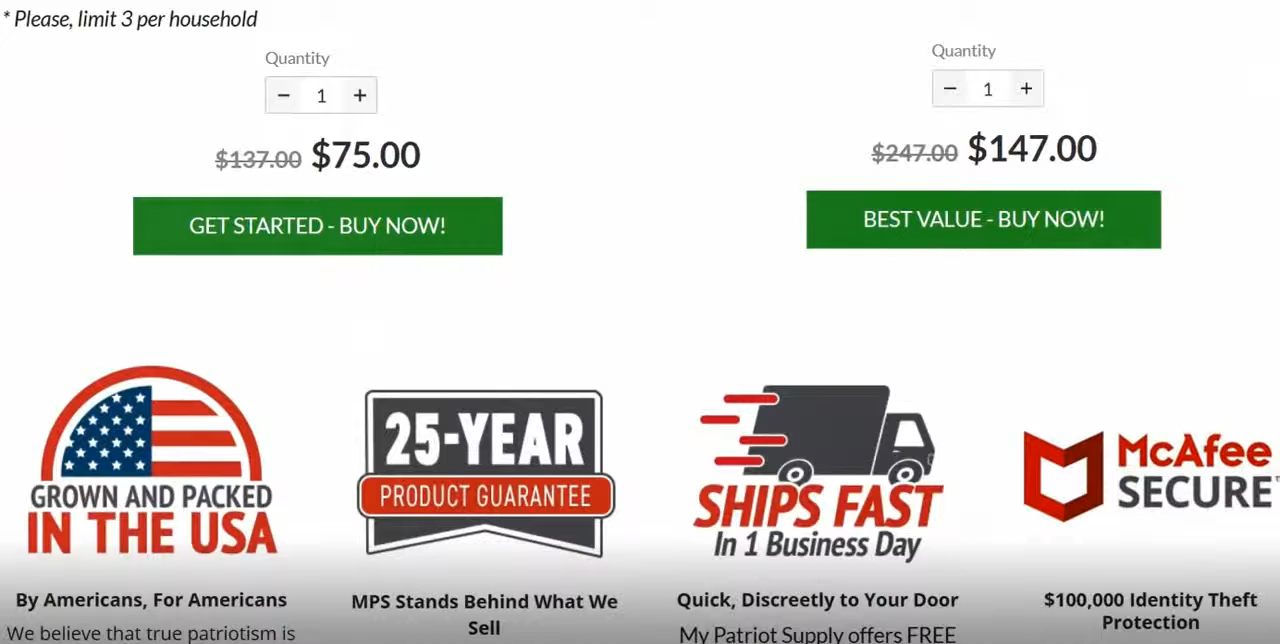 * Please, limit 3 per household
Quantity
− 1 +
$137.00 $75.00
GET STARTED - BUY NOW!
Quantity
− 1 +
$247.00 $147.00
BEST VALUE - BUY NOW!
GROWN AND PACKED
IN THE USA
By Americans, For Americans
We believe that true patriotism is
25-YEAR
PRODUCT GUARANTEE
MPS Stands Behind What We
Sell
SHIPS FAST
In 1 Business Day
Quick, Discreetly to Your Door
My Patriot Supply offers FREE
McAfee
SECURE
$100,000 Identity Theft
Protection